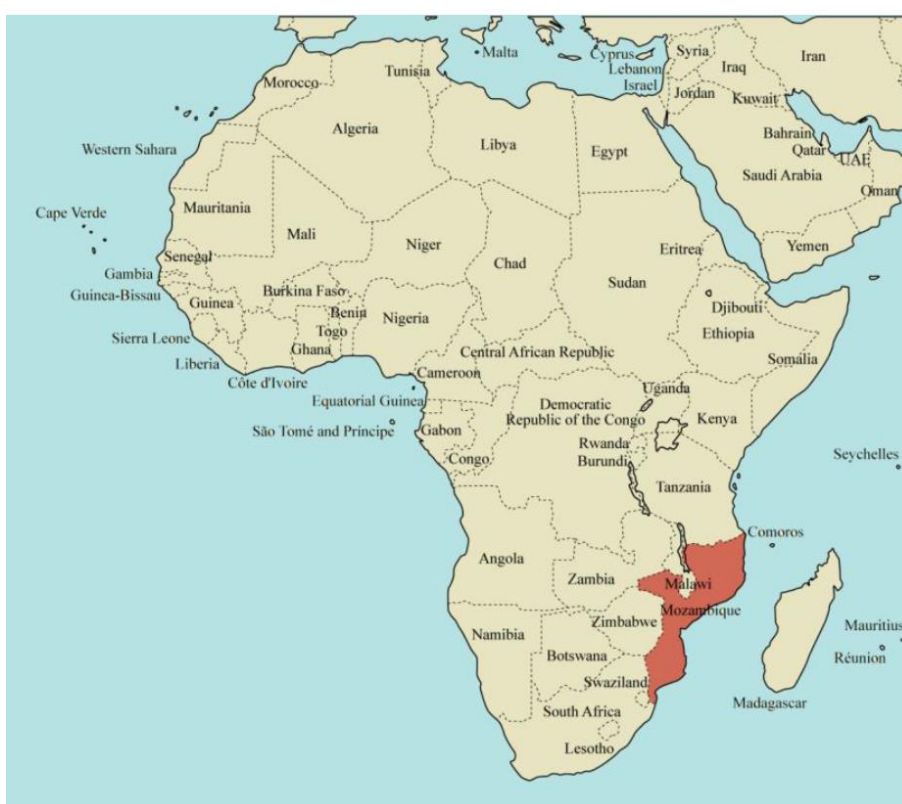 Malta
Cyprus
Syria
Iran
Lebanon
Iraq
Tunisia
Israel
Morocco
Jordan
Kuwait
Algeria
Libya
Egypt
Bahrain
Qatar
UAE
Western Sahara
Saudi Arabia
Oman
Mauritania
Cape Verde
Mali
Niger
Chad
Eritrea
Yemen
Senegal
Gambia
Sudan
Guinea-Bissau
Guinea
Burkina Faso
Djibouti
Benin
Nigeria
Togo
Ethiopia
Sierra Leone
Ghana
Central African Republic
Somalia
Liberia
Cameroon
Côte d'Ivoire
Uganda
Equatorial Guinea
Democratic
Republic of the Congo
Kenya
São Tomé and Principe
Gabon
Rwanda
Congo
Burundi
Seychelles
Tanzania
Comoros
Angola
Zambia
Malawi
Mozambique
Zimbabwe
Mauritius
Namibia
Botswana
Réunion
Swaziland
Madagascar
South Africa
Lesotho